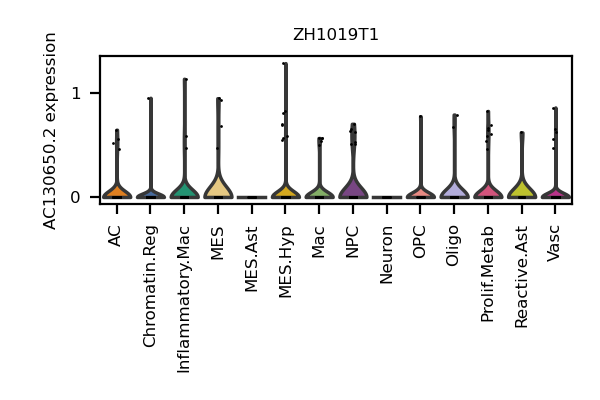 ZH1019T1
AC130650.2 expression
1
0
AC
Chromatin.Reg
Inflammatory.Mac
MES
MES.Ast
MES.Hyp
Mac
NPC
Neuron
OPC
Oligo
Prolif.Metab
Reactive.Ast
Vasc